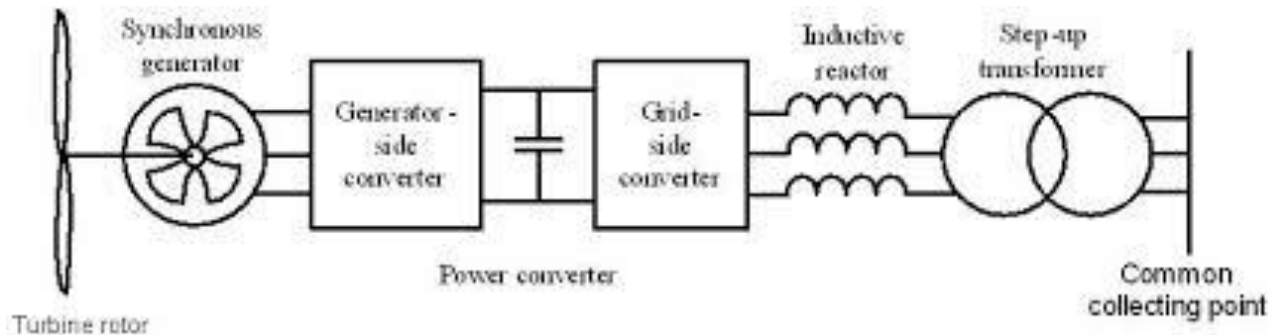 Synchronous
generator
Generator-
side
converter
Grid-
side
converter
Inductive
reactor
Step-up
transformer
Power converter
Common
collecting point
Turbine rotor